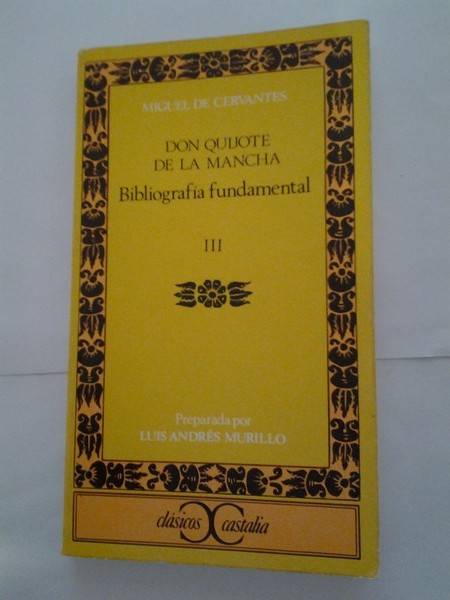 MIGUEL DE CERVANTES
DON QUIJOTE
DE LA MANCHA
Bibliografía fundamental
III
Preparada por
LUIS ANDRÉS MURILLO
clásicos castalia